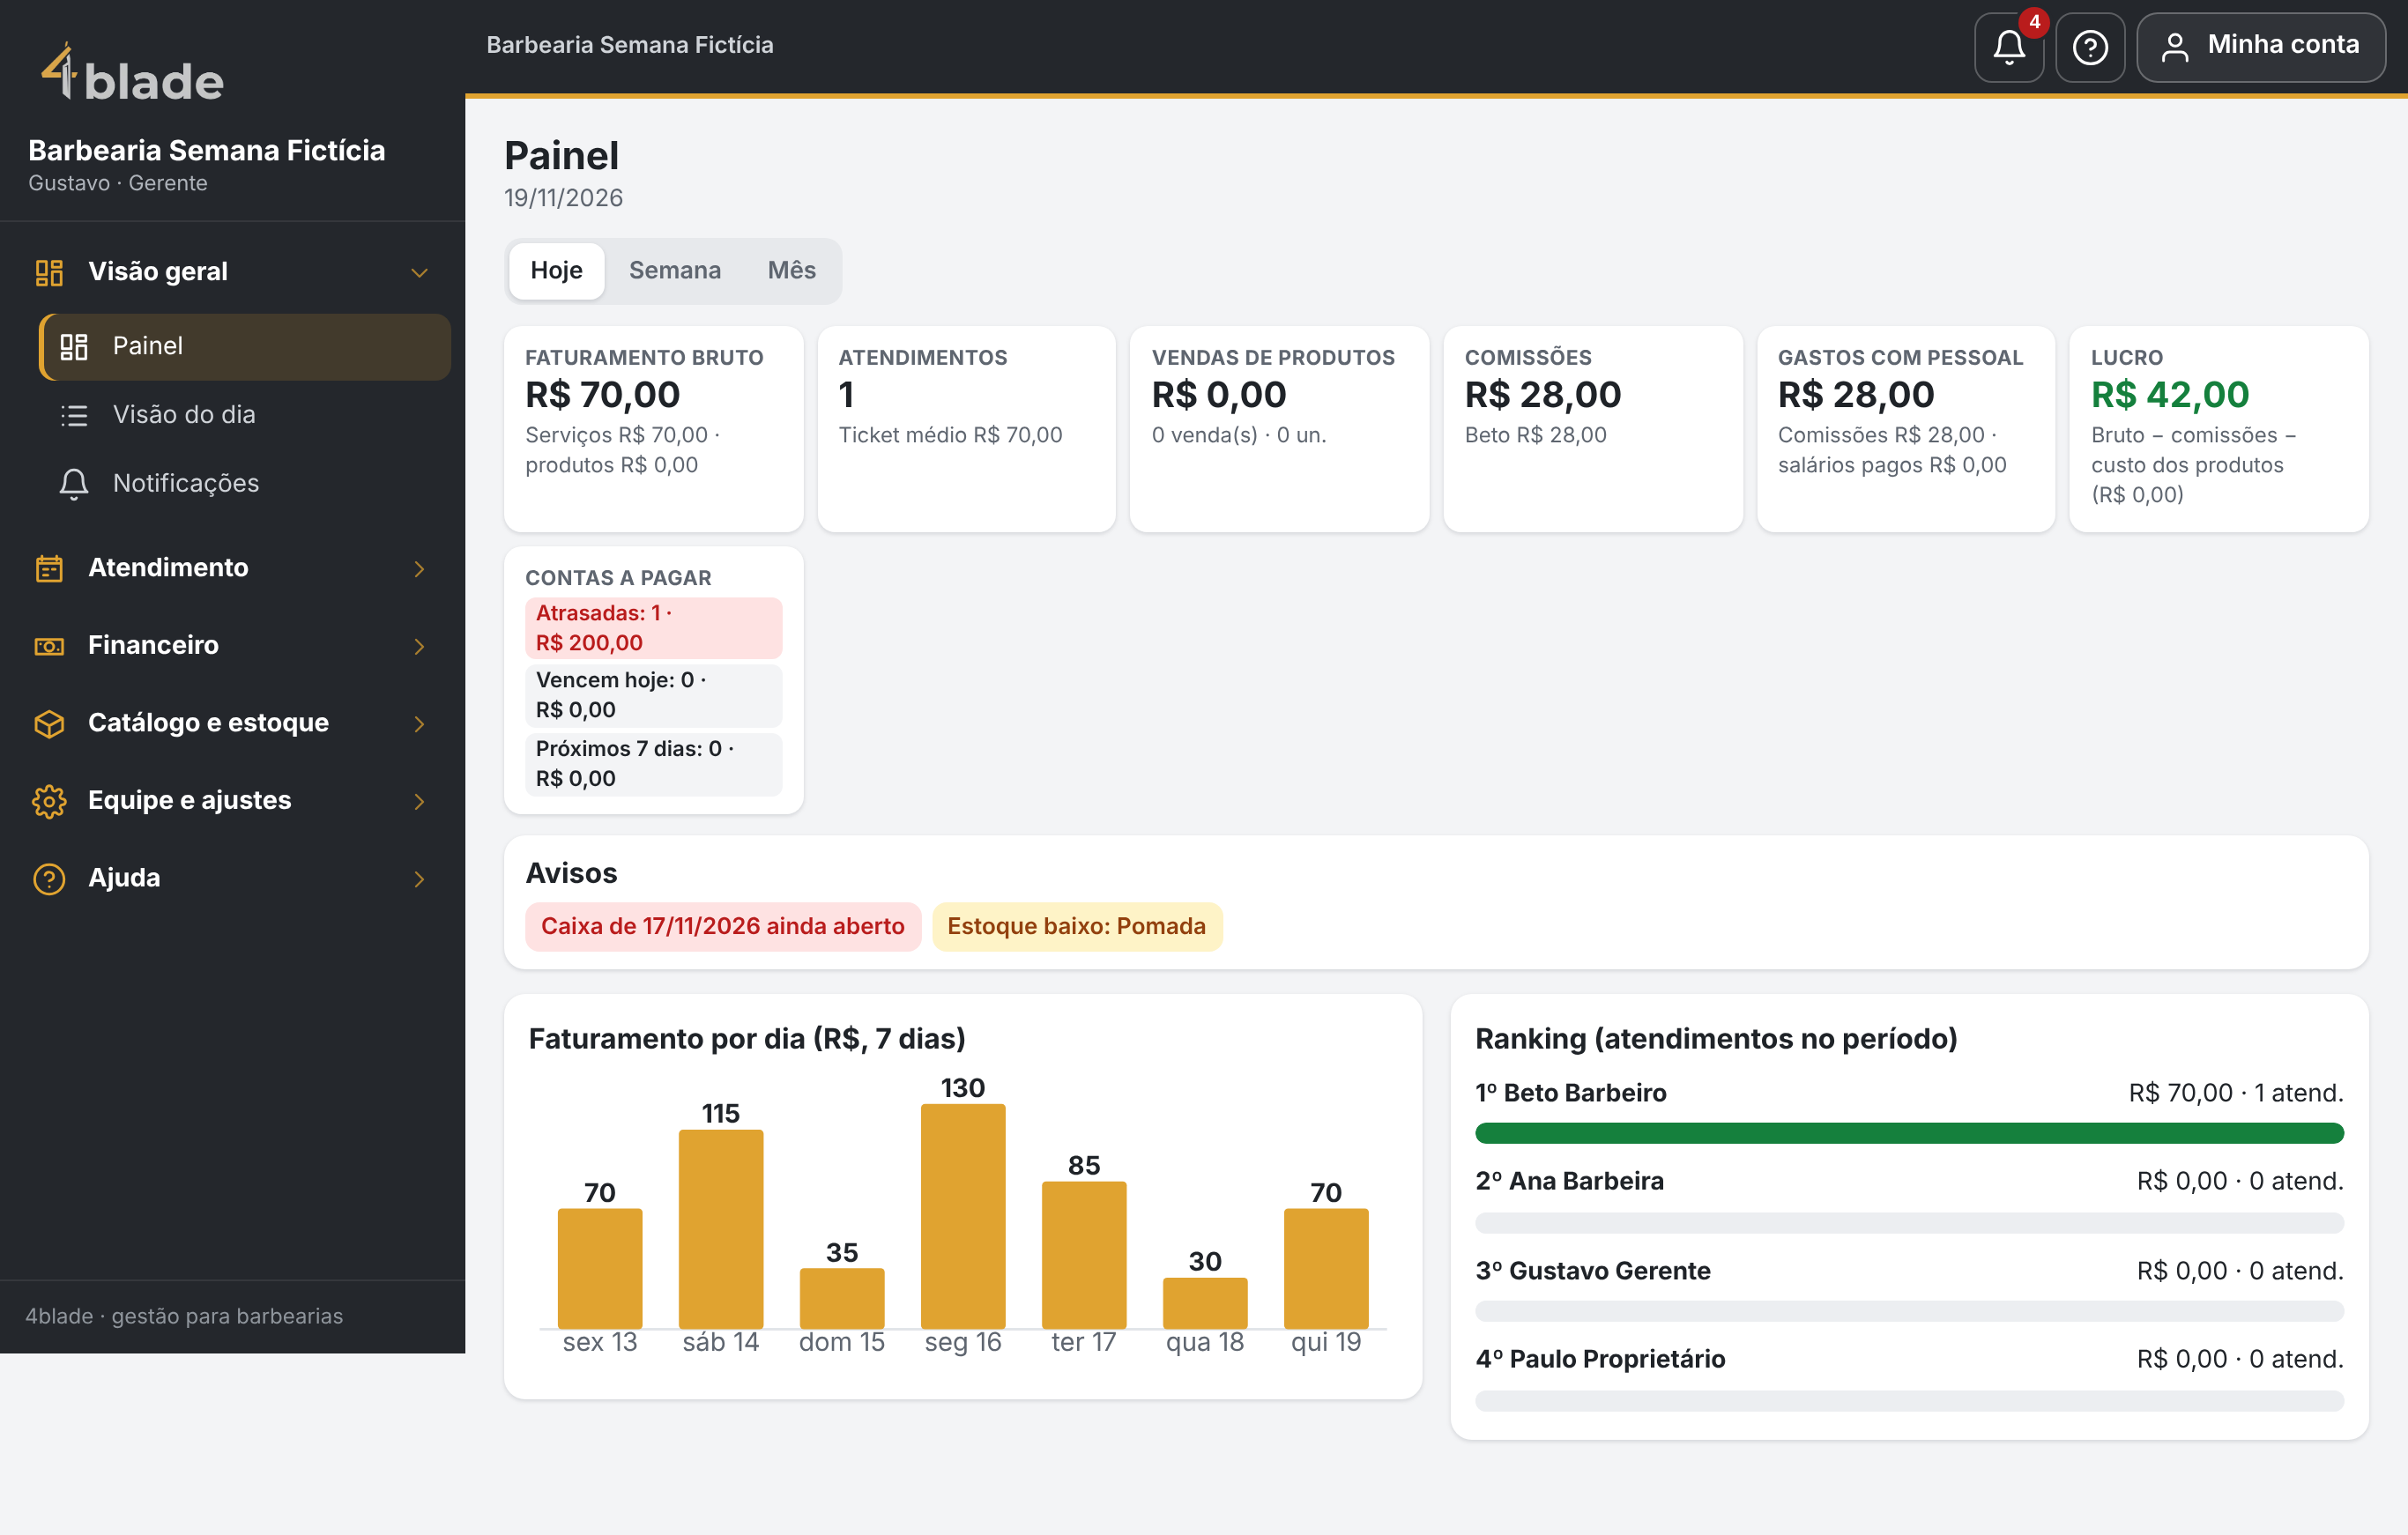 4blade
Barbearia Semana Fictícia
Gustavo · Gerente
Visão geral
Painel
Visão do dia
Notificações
Atendimento
Financeiro
Catálogo e estoque
Equipe e ajustes
Ajuda
4blade · gestão para barbearias
Barbearia Semana Fictícia
4
Minha conta
Painel
19/11/2026
Hoje
Semana
Mês
FATURAMENTO BRUTO
R$ 70,00
Serviços R$ 70,00 ·
produtos R$ 0,00
ATENDIMENTOS
1
Ticket médio R$ 70,00
VENDAS DE PRODUTOS
R$ 0,00
0 venda(s) · 0 un.
COMISSÕES
R$ 28,00
Beto R$ 28,00
GASTOS COM PESSOAL
R$ 28,00
Comissões R$ 28,00 ·
salários pagos R$ 0,00
LUCRO
R$ 42,00
Bruto − comissões −
custo dos produtos
(R$ 0,00)
CONTAS A PAGAR
Atrasadas: 1 ·
R$ 200,00
Vencem hoje: 0 ·
R$ 0,00
Próximos 7 dias: 0 ·
R$ 0,00
Avisos
Caixa de 17/11/2026 ainda aberto
Estoque baixo: Pomada
Faturamento por dia (R$, 7 dias)
70
115
35
130
85
30
70
sex 13
sáb 14
dom 15
seg 16
ter 17
qua 18
qui 19
Ranking (atendimentos no período)
1º Beto Barbeiro
R$ 70,00 · 1 atend.
2º Ana Barbeira
R$ 0,00 · 0 atend.
3º Gustavo Gerente
R$ 0,00 · 0 atend.
4º Paulo Proprietário
R$ 0,00 · 0 atend.